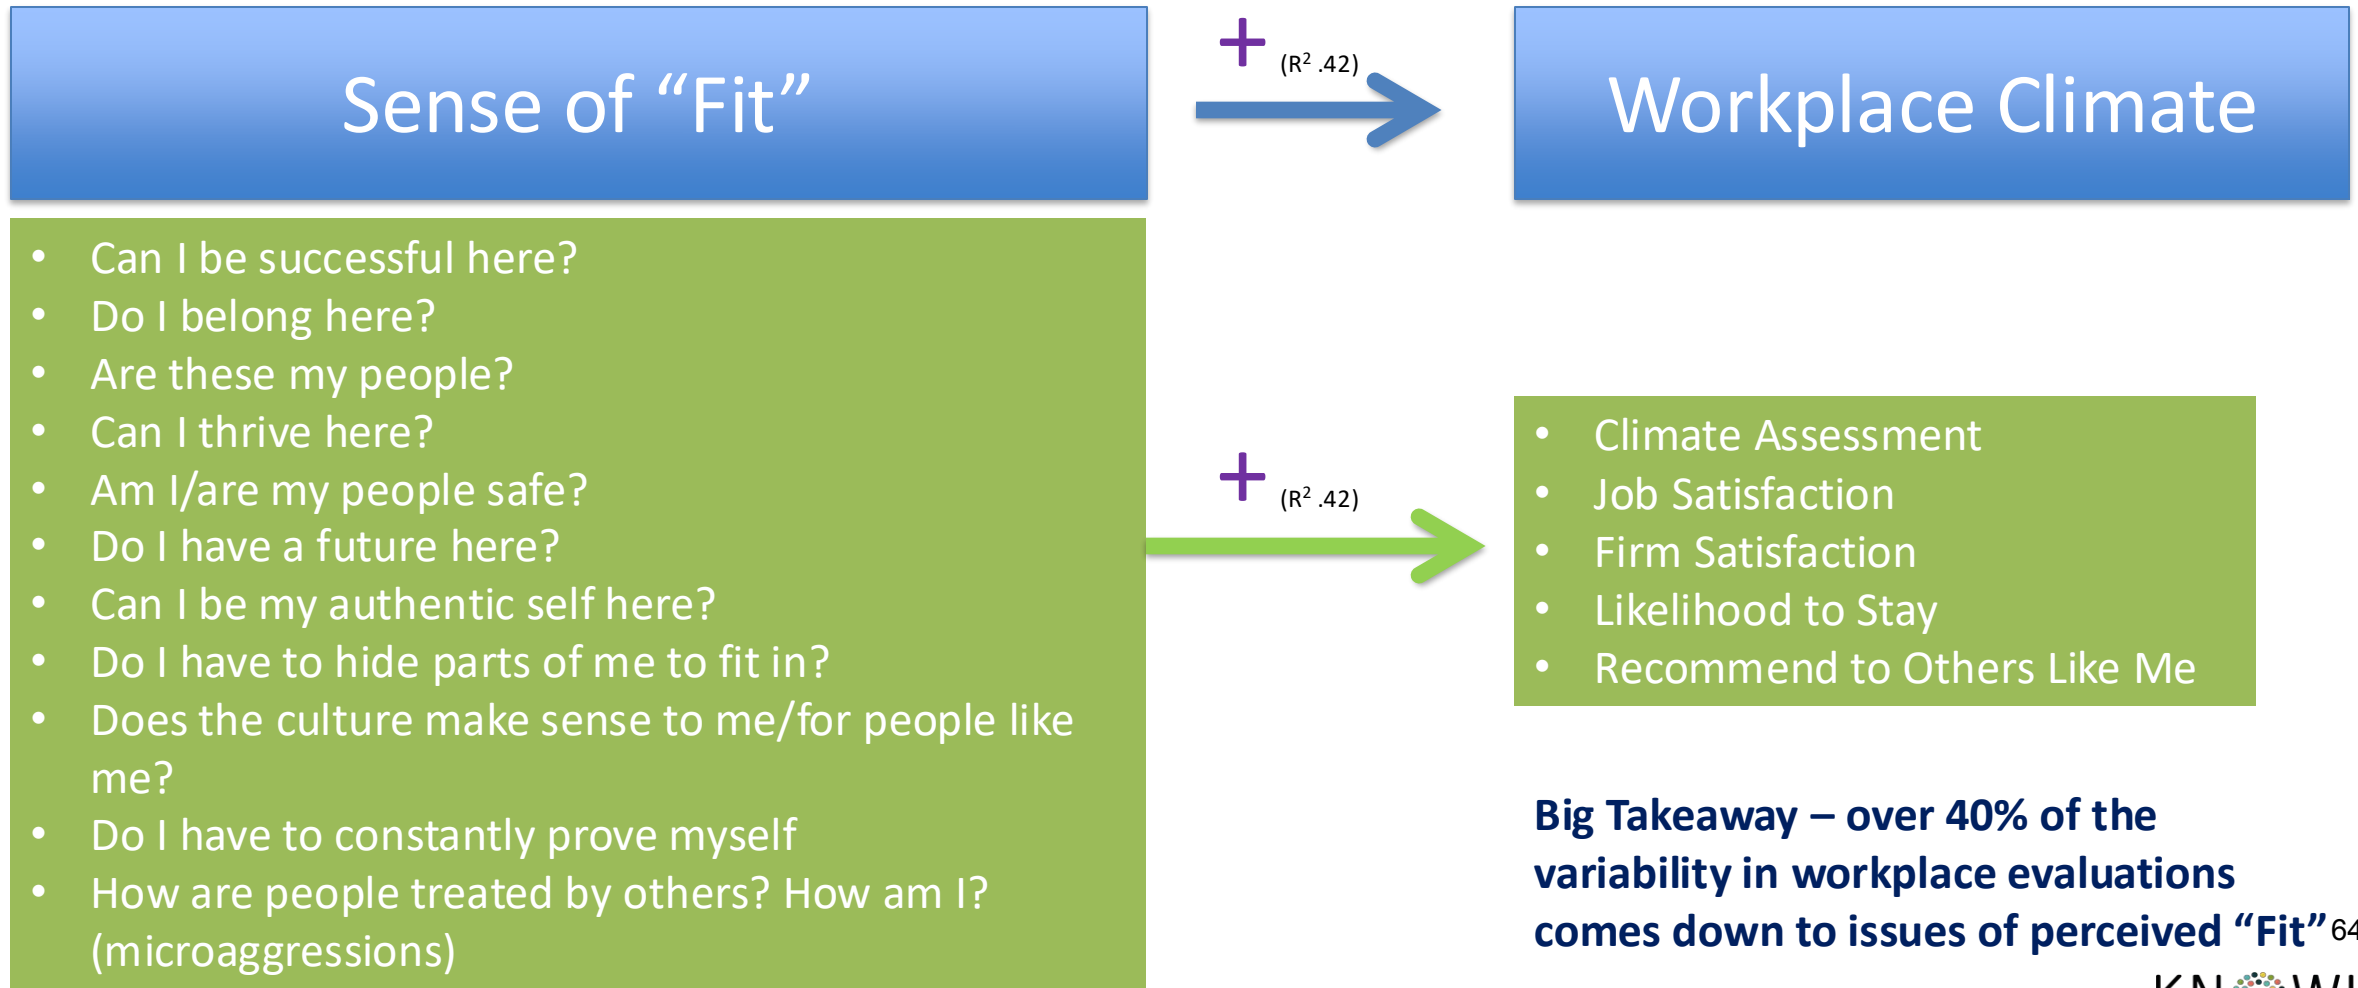 Sense of “Fit”
+ (R² .42)
Workplace Climate
• Can I be successful here?
• Do I belong here?
• Are these my people?
• Can I thrive here?
• Am I/are my people safe?
• Do I have a future here?
• Can I be my authentic self here?
• Do I have to hide parts of me to fit in?
• Does the culture make sense to me/for people like
me?
• Do I have to constantly prove myself
• How are people treated by others? How am I?
(microaggressions)
+ (R² .42)
• Climate Assessment
• Job Satisfaction
• Firm Satisfaction
• Likelihood to Stay
• Recommend to Others Like Me
Big Takeaway – over 40% of the
variability in workplace evaluations
comes down to issues of perceived “Fit”
64